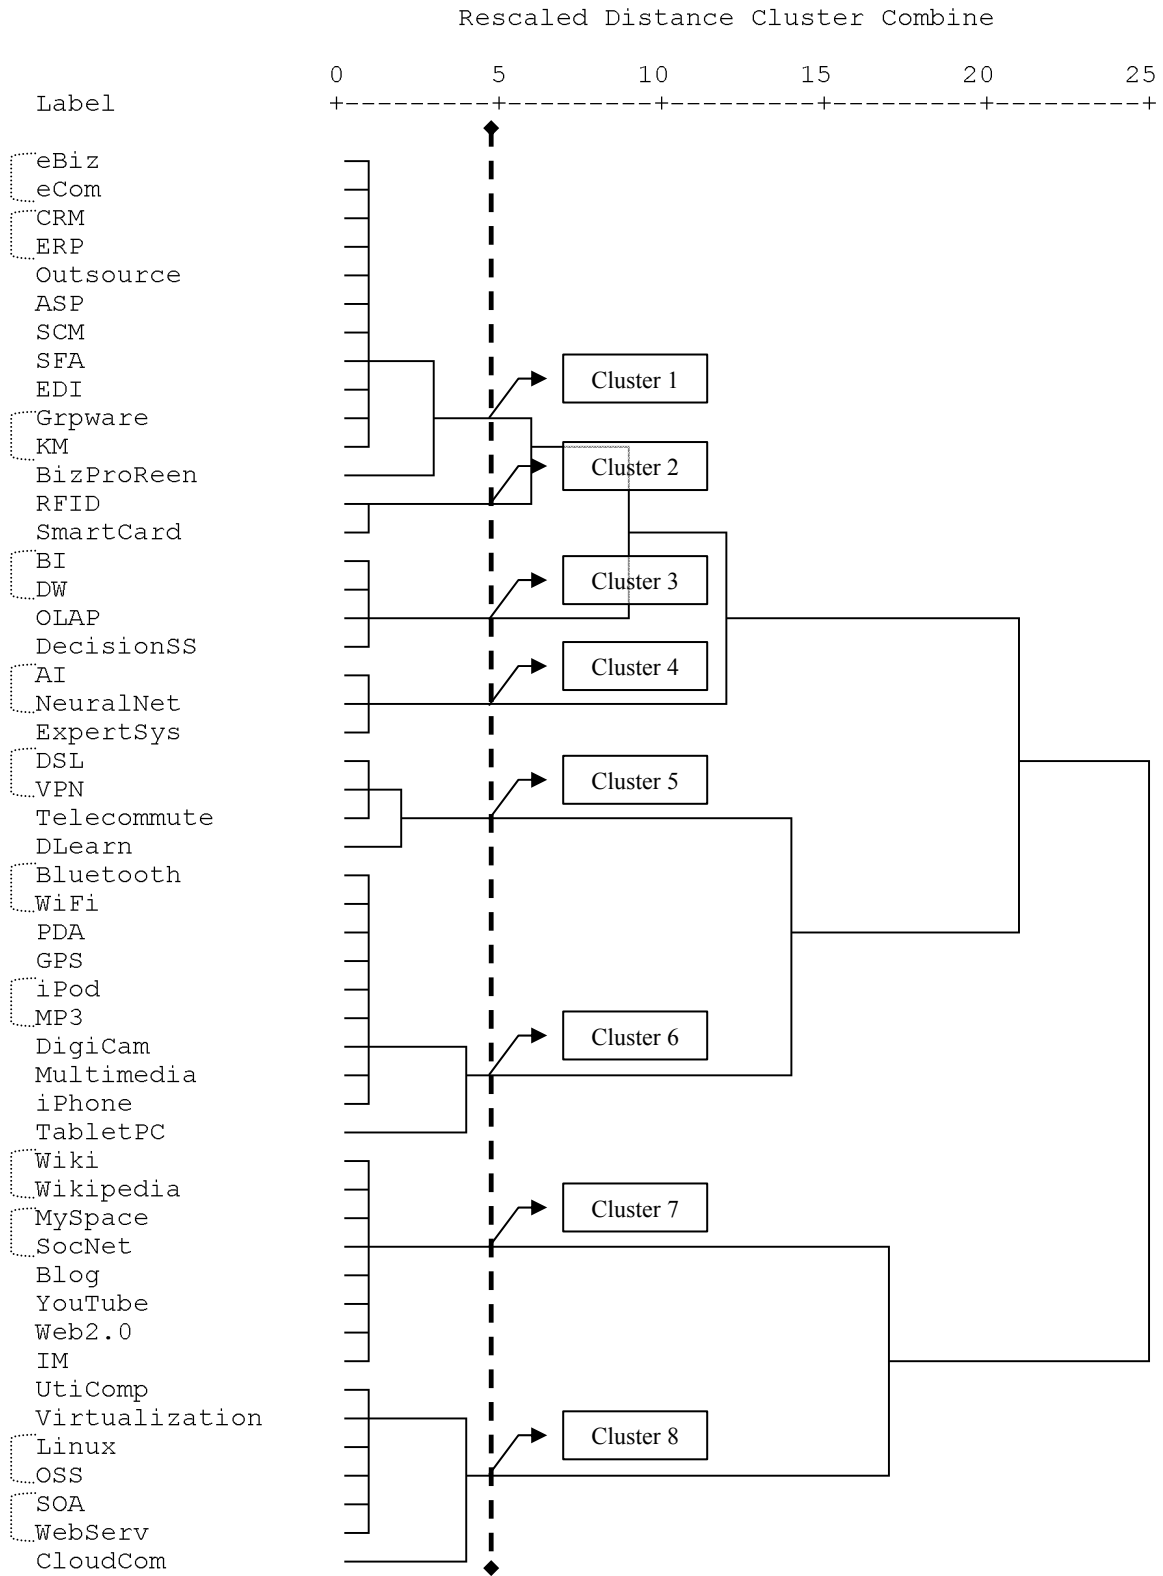 Rescaled Distance Cluster Combine
0 5 10 15 20 25
Label +---------+---------+---------+---------+---------+
eBiz
eCom
CRM
ERP
Outsource
ASP
SCM
SFA
Cluster 1
EDI
Grpware
KM
Cluster 2
BizProReen
RFID
SmartCard
BI
Cluster 3
DW
OLAP
DecisionSS
Cluster 4
AI
NeuralNet
ExpertSys
DSL
Cluster 5
VPN
Telecommute
DLearn
Bluetooth
WiFi
PDA
GPS
iPod
MP3
Cluster 6
DigiCam
Multimedia
iPhone
TabletPC
Wiki
Wikipedia
Cluster 7
MySpace
SocNet
Blog
YouTube
Web2.0
IM
UtiComp
Virtualization
Cluster 8
Linux
OSS
SOA
WebServ
CloudCom